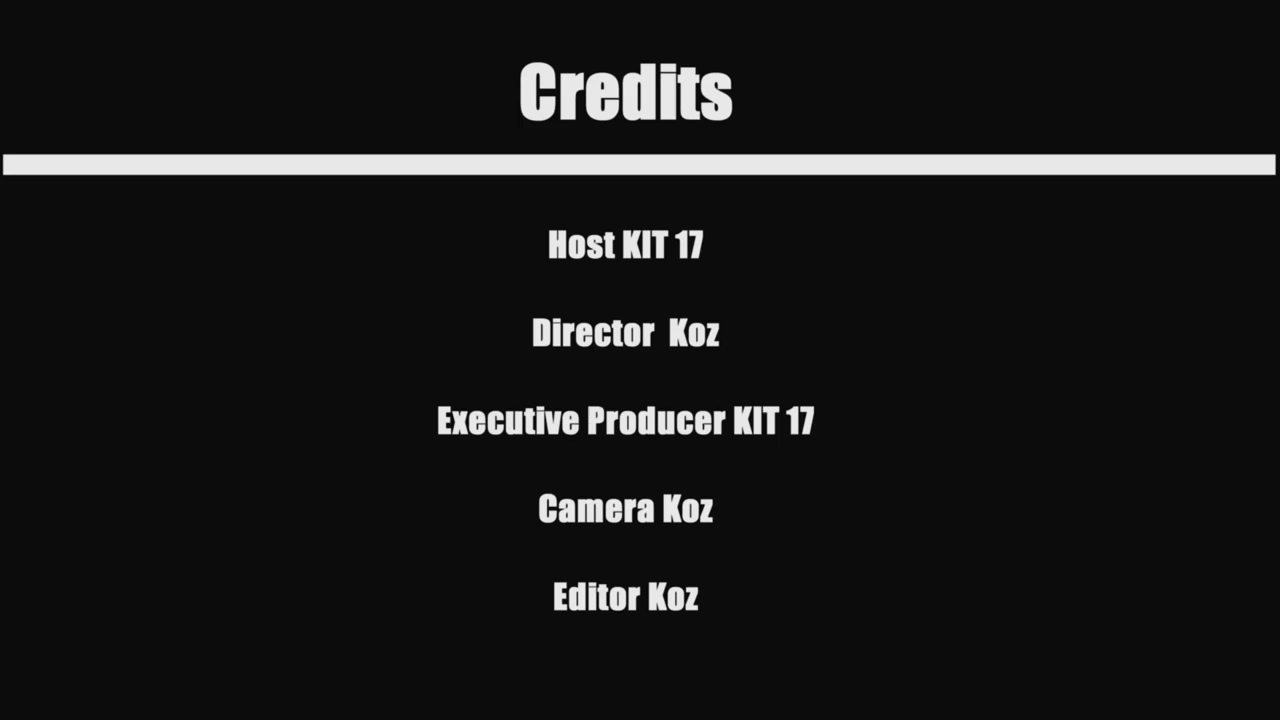 Credits
Host KIT 17
Director  Koz
Executive Producer KIT 17
Camera Koz
Editor Koz